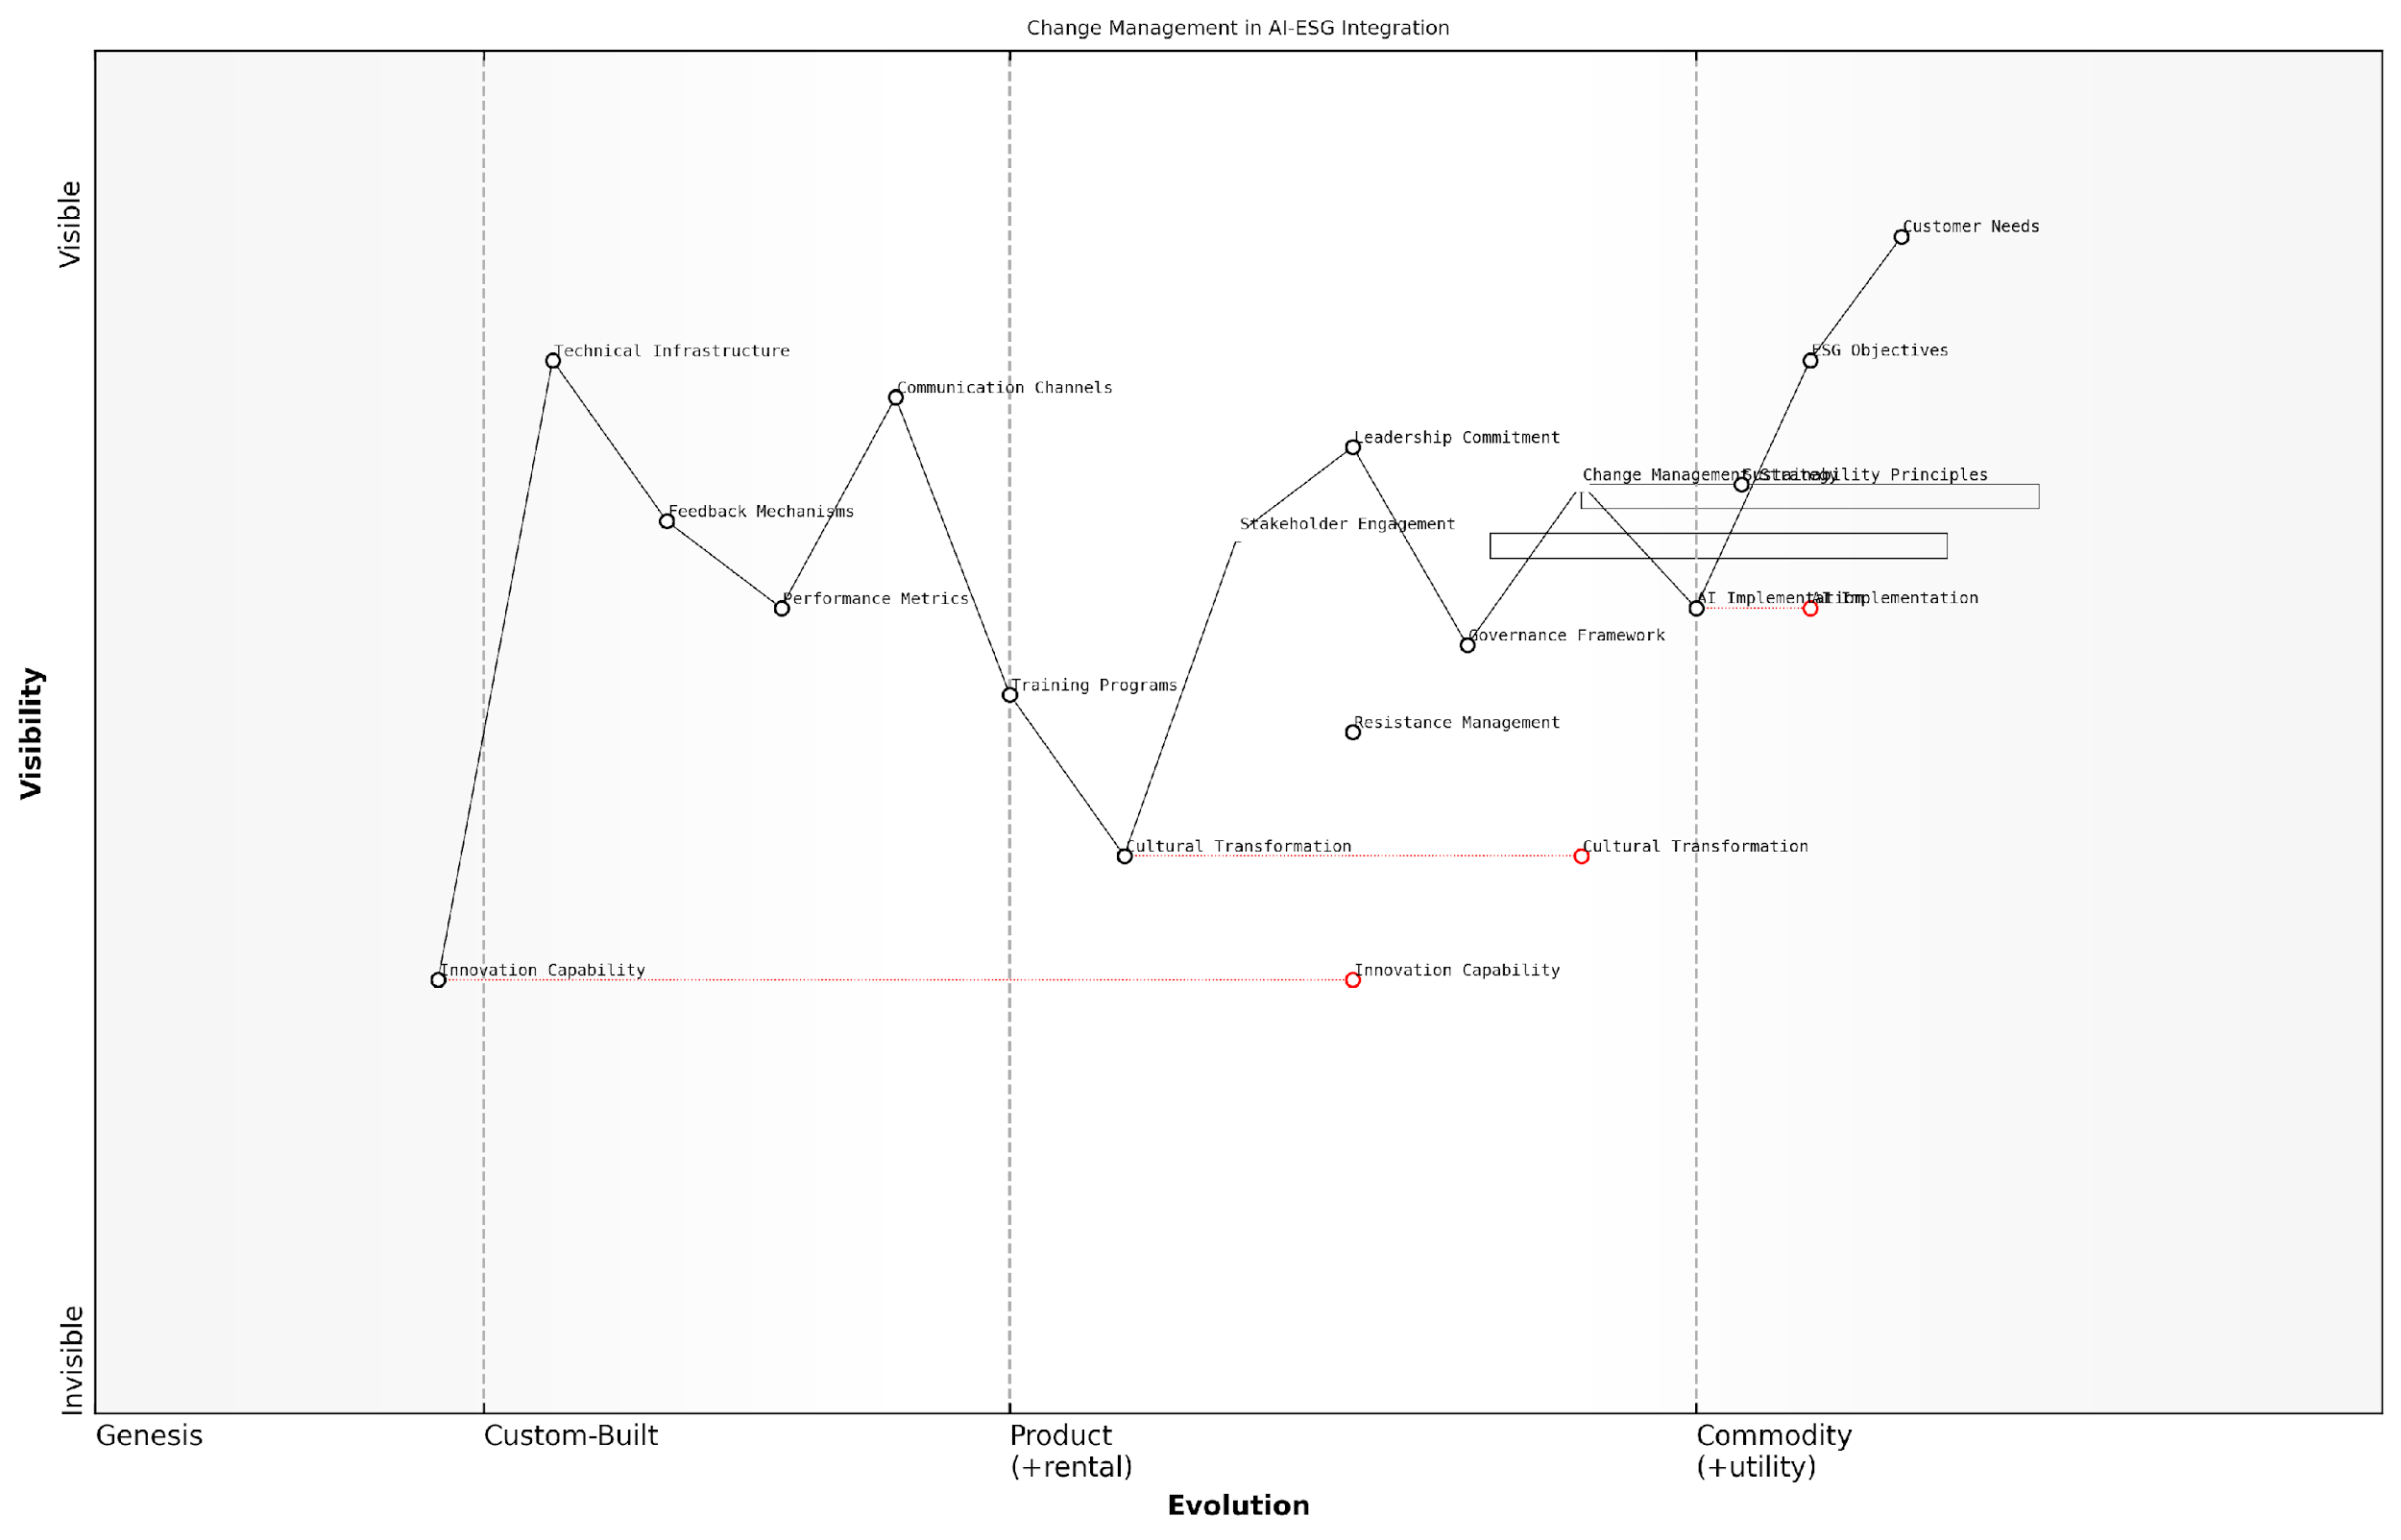 Change Management in AI-ESG Integration
Visible
Customer Needs
Technical Infrastructure
ESG Objectives
Communication Channels
Leadership Commitment
Change Management Strategy
Sustainability Principles
Feedback Mechanisms
Stakeholder Engagement
Performance Metrics
AI Implementation
AI Implementation
Governance Framework
Training Programs
Resistance Management
Visibility
Cultural Transformation
Cultural Transformation
Innovation Capability
Innovation Capability
Invisible
Genesis
Custom-Built
Product
(+rental)
Commodity
(+utility)
Evolution